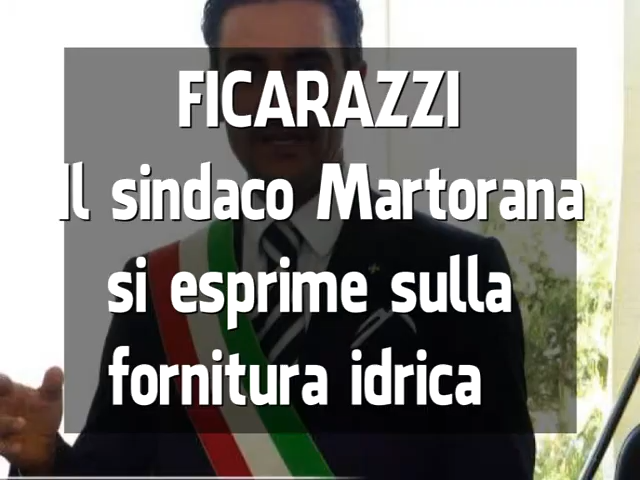 FICARAZZI
Il sindaco Martorana
si esprime sulla
fornitura idrica